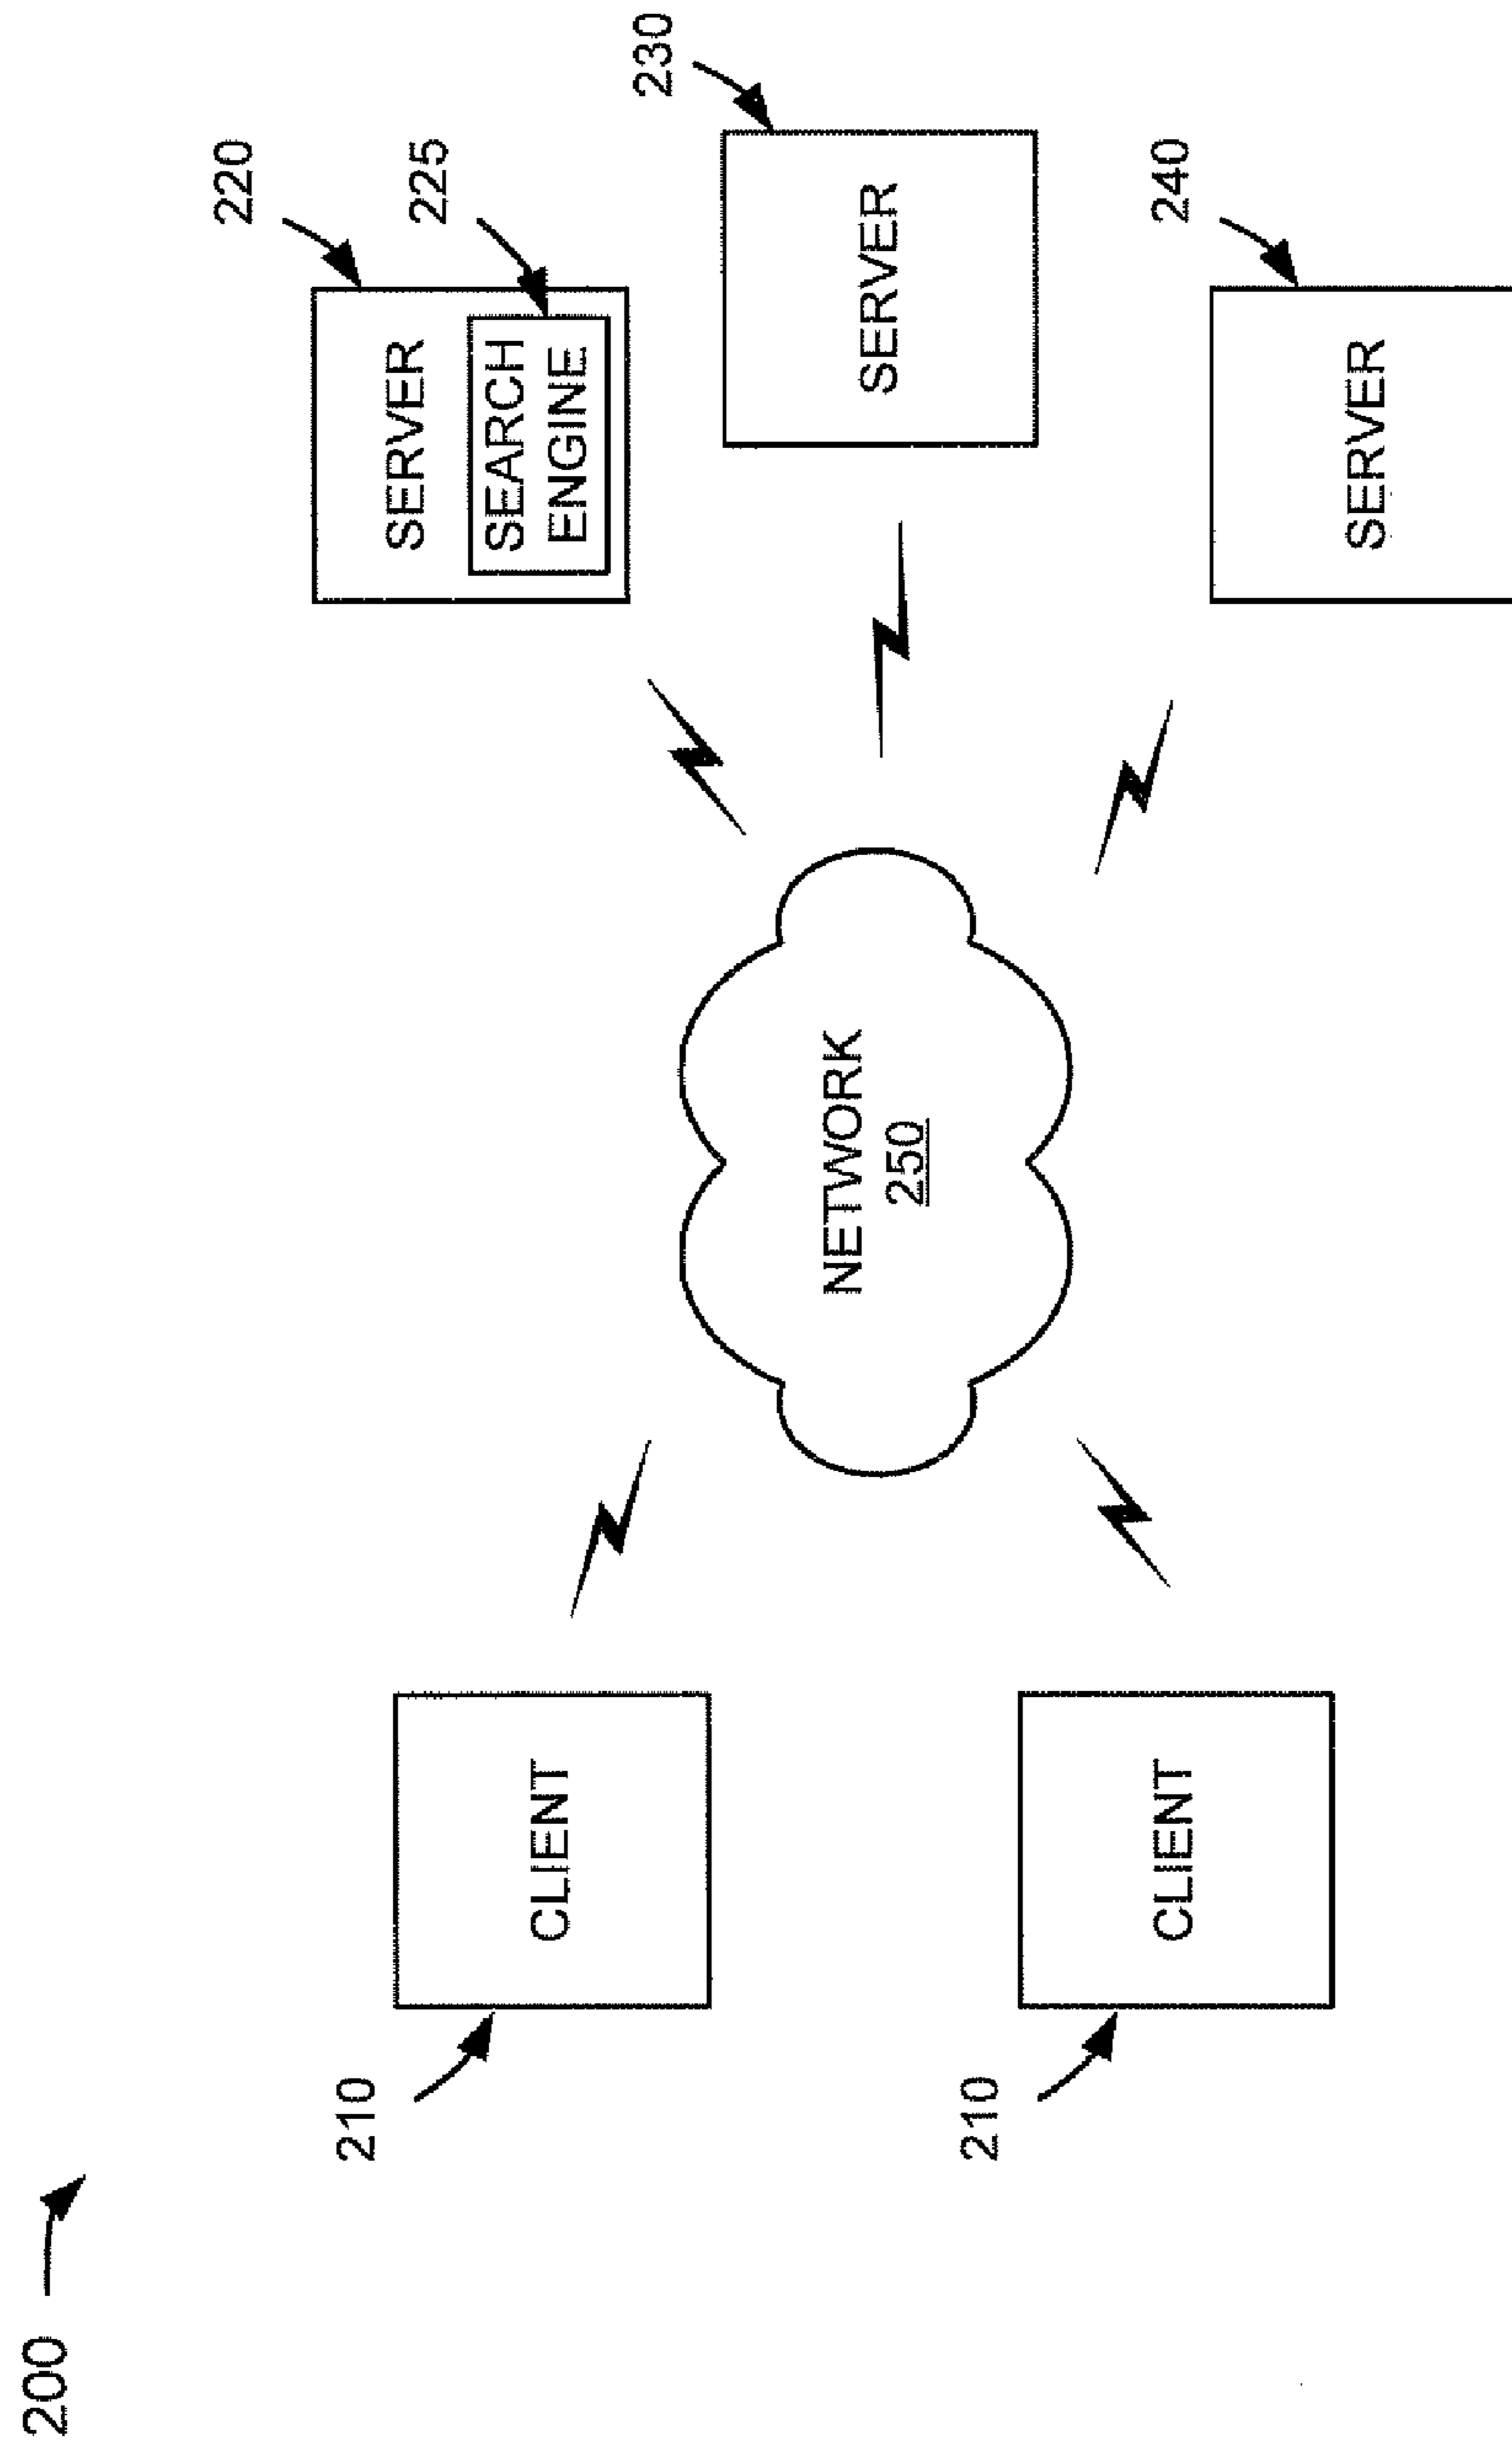 200
210
CLIENT
210
CLIENT
NETWORK
250
220
SERVER
225
SEARCH
ENGINE
230
SERVER
240
SERVER